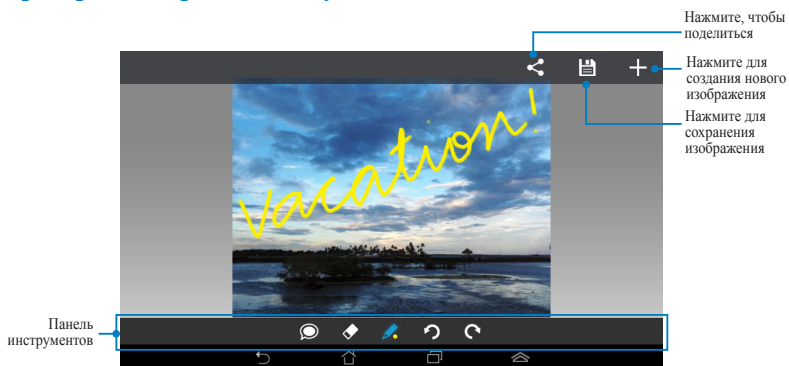 Нажмите, чтобы
поделиться
Нажмите для
создания нового
изображения
Нажмите для
сохранения
изображения
vacation!
Панель
инструментов